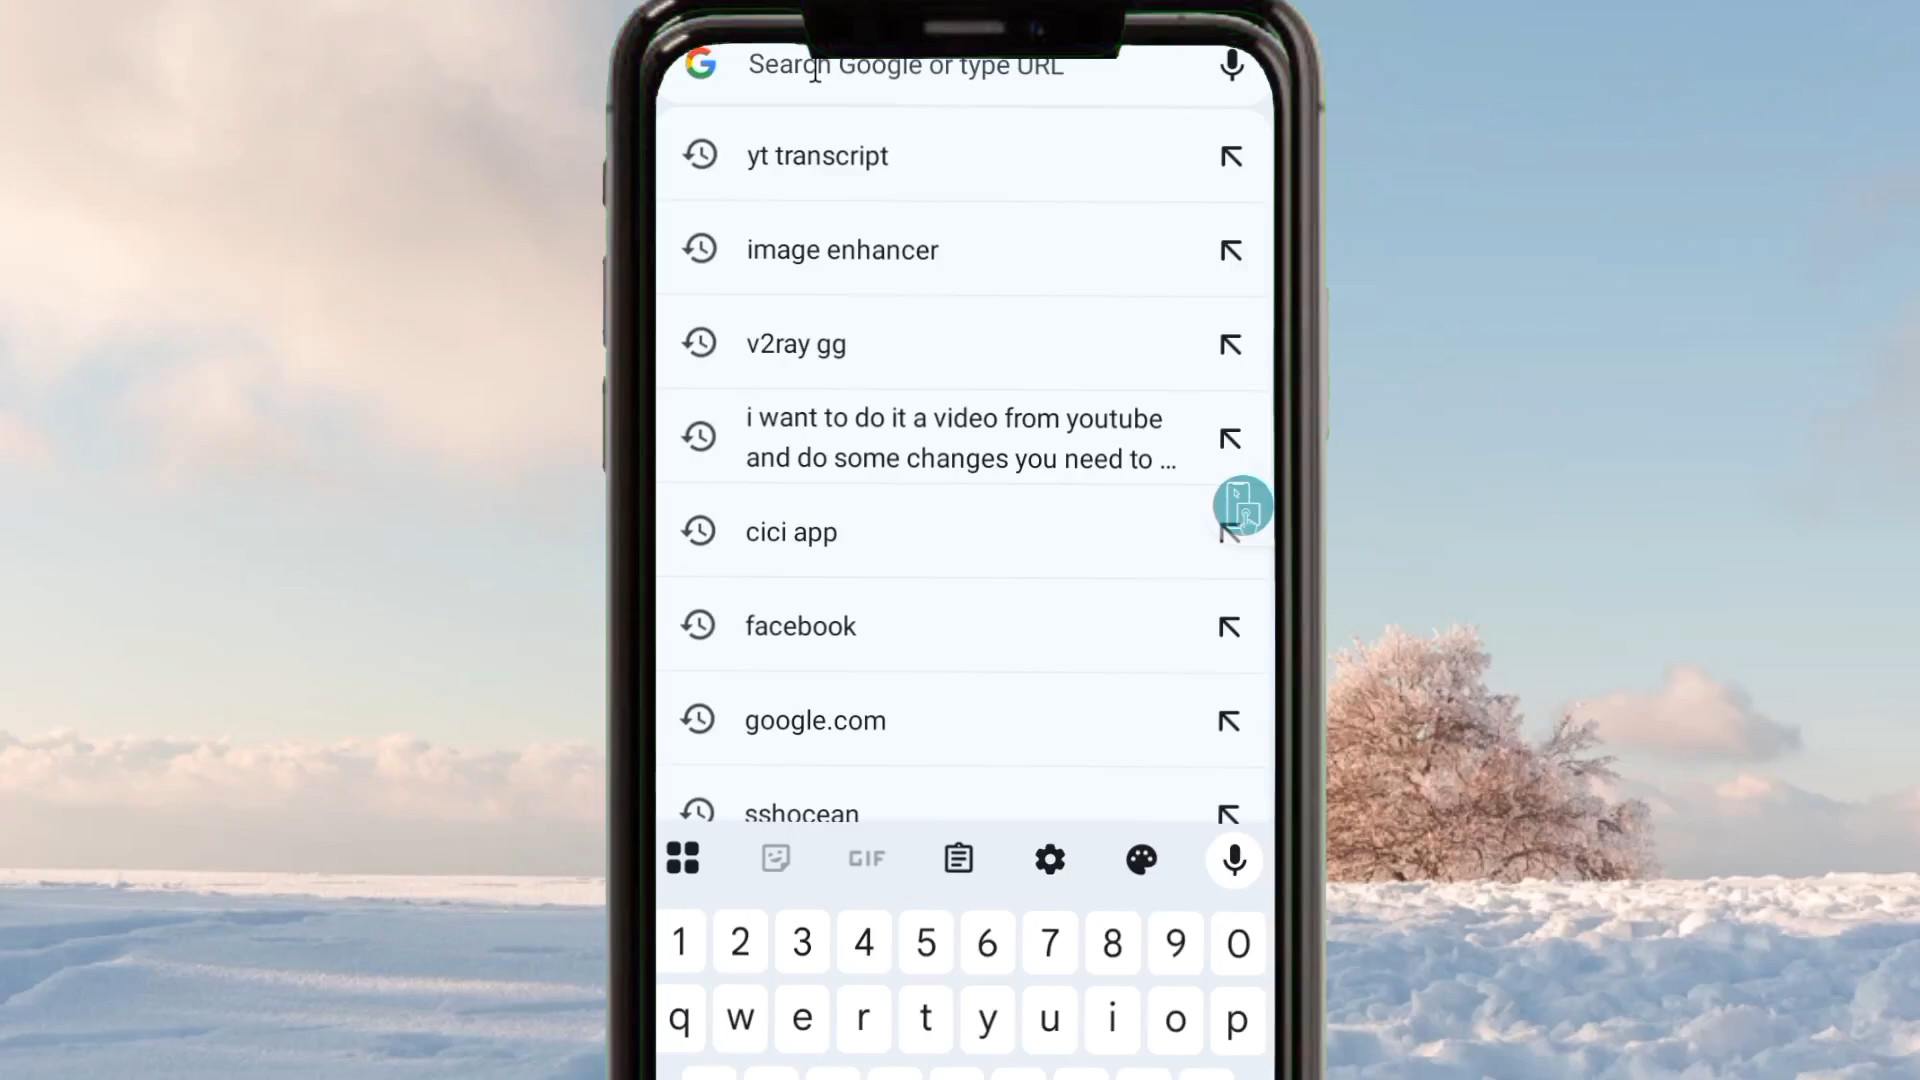 Search Google or type URL
yt transcript
image enhancer
v2ray gg
i want to do it a video from youtube
and do some changes you need to ...
cici app
facebook
google.com
sshocean
GIF
1 2 3 4 5 6 7 8 9 0
q w e r t y u i o p